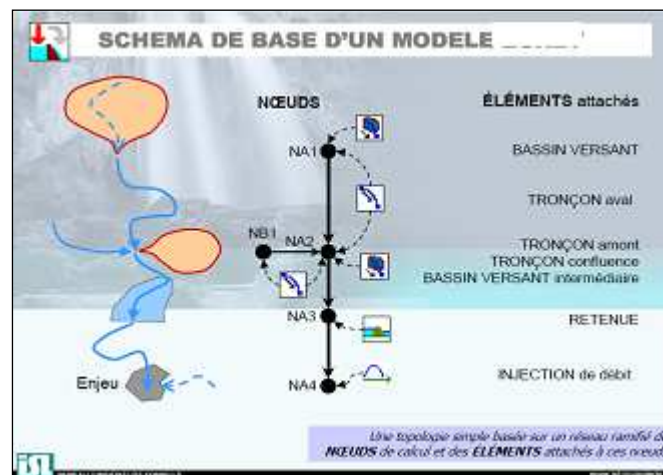 SCHEMA DE BASE D'UN MODELE
NŒUDS
ÉLÉMENTS attachés
NA1
BASSIN VERSANT
TRONÇON aval
NB1
NA2
TRONÇON amont
TRONÇON confluence
BASSIN VERSANT intermédiaire
NA3
RETENUE
Enjeu
NA4
INJECTION de débit
Une topologie simple basée sur un réseau ramifié de
NŒUDS de calcul et des ÉLÉMENTS attachés à ces nœuds
isl